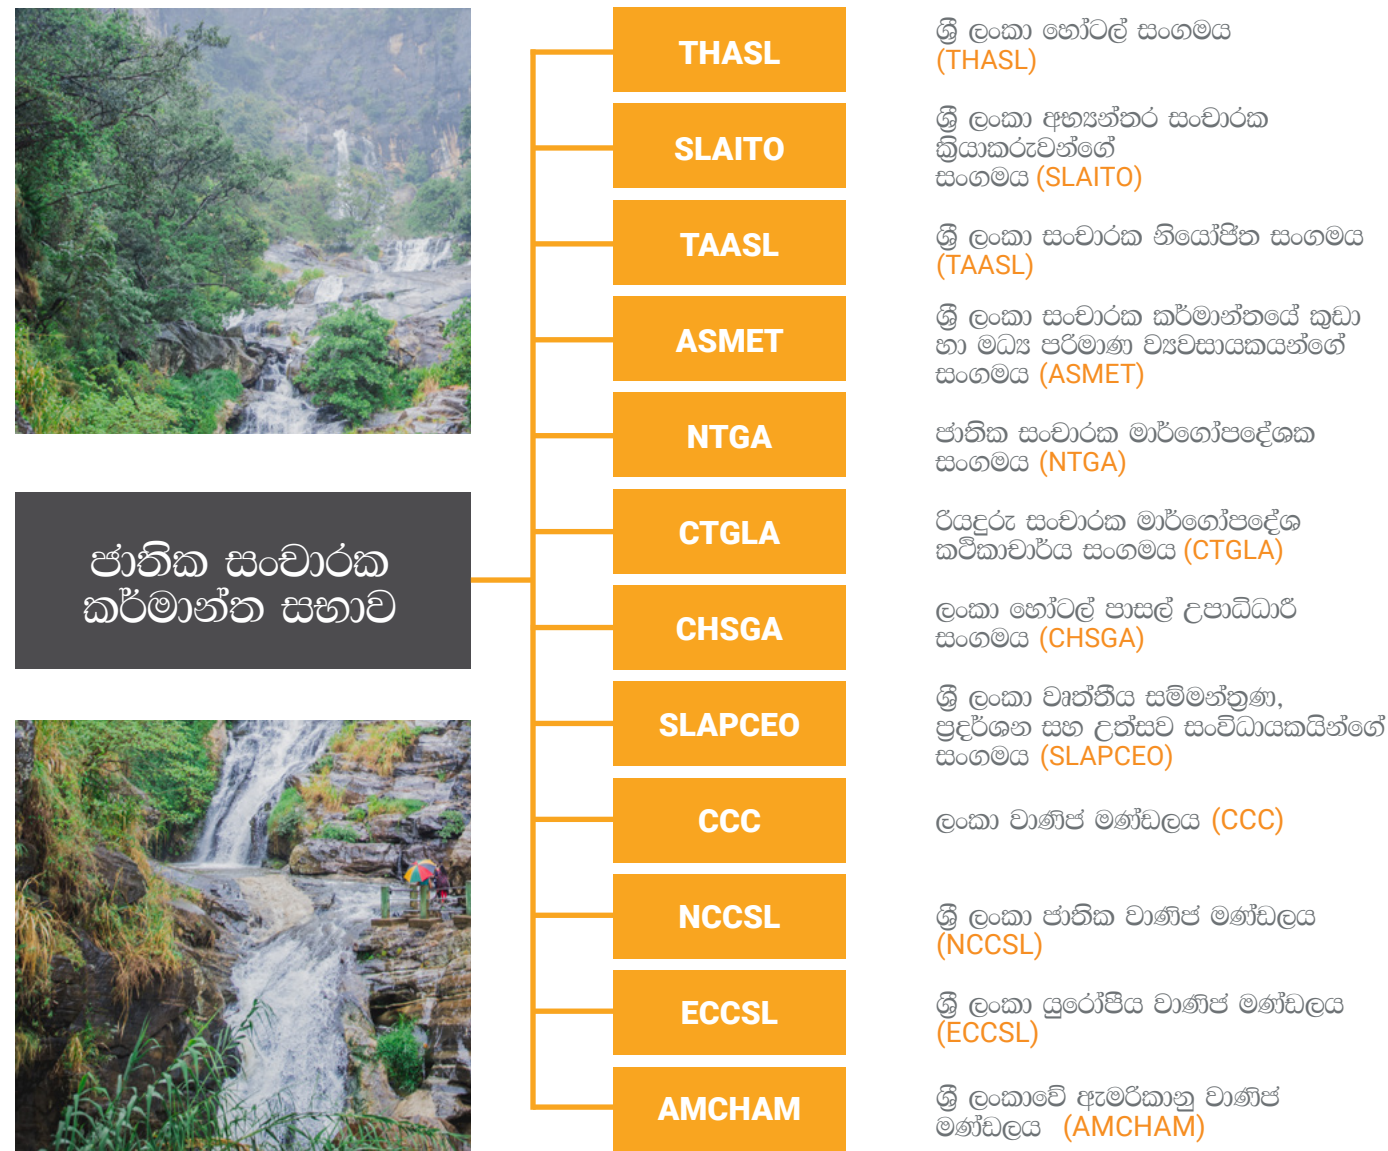 ජාතික සංචාරක
කර්මාන්ත සභාව
THASL
ශ්‍රී ලංකා හෝටල් සංගමය
(THASL)
SLAITO
ශ්‍රී ලංකා අභ්‍යන්තර සංචාරක
ක්‍රියාකරුවන්ගේ
සංගමය (SLAITO)
TAASL
ශ්‍රී ලංකා සංචාරක නියෝජිත සංගමය
(TAASL)
ASMET
ශ්‍රී ලංකා සංචාරක කර්මාන්තයේ කුඩා
හා මධ්‍ය පරිමාණ ව්‍යවසායකයන්ගේ
සංගමය (ASMET)
NTGA
ජාතික සංචාරක මාර්ගෝපදේශක
සංගමය (NTGA)
CTGLA
රියදුරු සංචාරක මාර්ගෝපදේශ
කථිකාචාර්ය සංගමය (CTGLA)
CHSGA
ලංකා හෝටල් පාසල් උපාධිධාරී
සංගමය (CHSGA)
SLAPCEO
ශ්‍රී ලංකා වෘත්තීය සම්මන්ත්‍රණ,
ප්‍රදර්ශන සහ උත්සව සංවිධායකයින්ගේ
සංගමය (SLAPCEO)
CCC
ලංකා වාණිජ මණ්ඩලය (CCC)
NCCSL
ශ්‍රී ලංකා ජාතික වාණිජ මණ්ඩලය
(NCCSL)
ECCSL
ශ්‍රී ලංකා යුරෝපීය වාණිජ මණ්ඩලය
(ECCSL)
AMCHAM
ශ්‍රී ලංකාවේ ඇමරිකානු වාණිජ
මණ්ඩලය (AMCHAM)